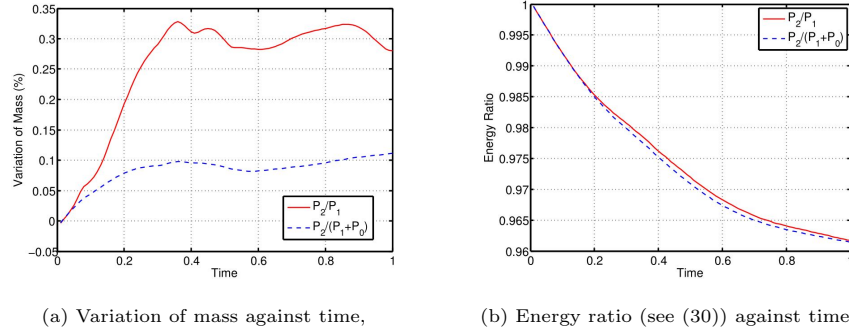 0.35
0.3
0.25
0.2
0.15
0.1
0.05
0
−0.05
Variation of Mass (%)
0 0.2 0.4 0.6 0.8 1
Time
P2/P1
P2/(P1+P0)
(a) Variation of mass against time,
1
0.995
0.99
0.985
0.98
0.975
0.97
0.965
0.96
Energy Ratio
0 0.2 0.4 0.6 0.8 1
Time
P2/P1
P2/(P1+P0)
(b) Energy ratio (see (30)) against time